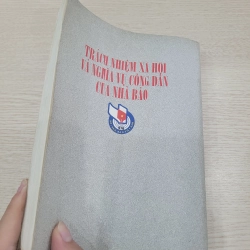 TRÁCH NHIỆM XÃ HỘI
VÀ NGHĨA VỤ CÔNG DÂN
CỦA NHÀ BÁO